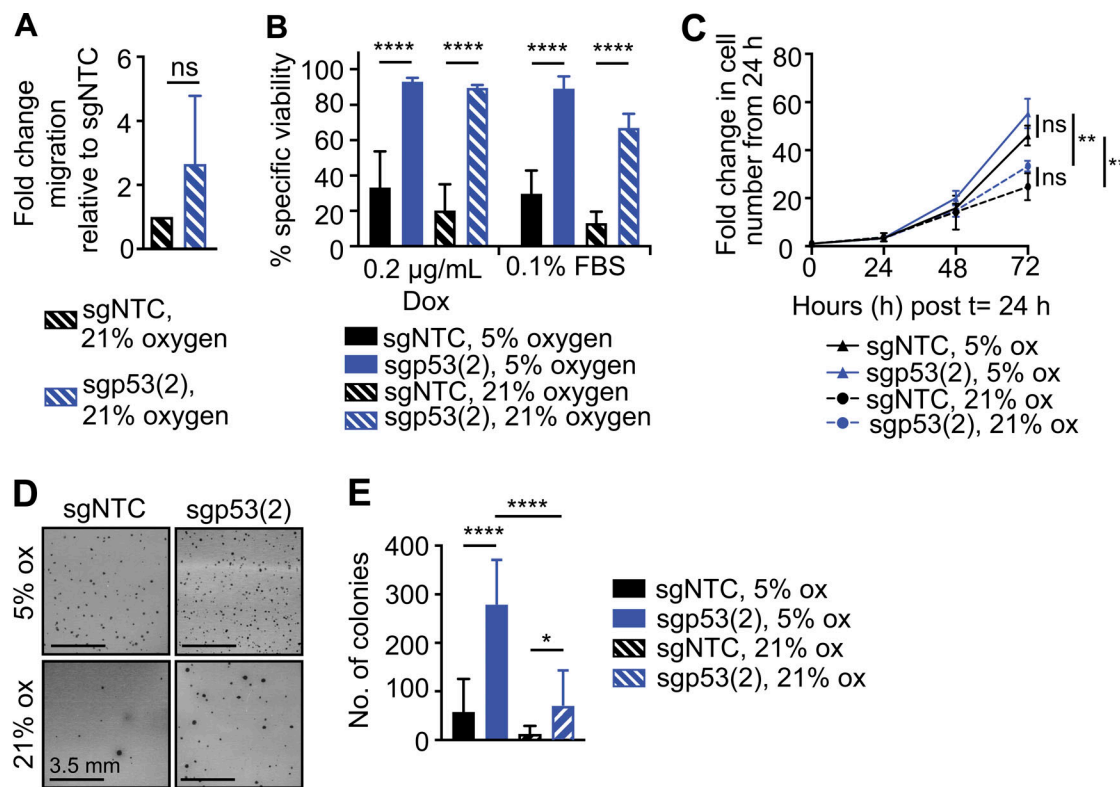 A
Fold change
migration
relative to sgNTC
6
4
2
0
ns
sgNTC,
21% oxygen
sgp53(2),
21% oxygen
B
% specific viability
100
80
60
40
20
0
**** **** **** ****
0.2 µg/mL 0.1% FBS
Dox
sgNTC, 5% oxygen
sgp53(2), 5% oxygen
sgNTC, 21% oxygen
sgp53(2), 21% oxygen
C
Fold change in cell
number from 24 h
80
60
40
20
0
0 24 48 72
ns
ns
**
**
Hours (h) post t= 24 h
sgNTC, 5% ox
sgp53(2), 5% ox
sgNTC, 21% ox
sgp53(2), 21% ox
D
sgNTC sgp53(2)
5% ox
21% ox
3.5 mm
E
No. of colonies
400
300
200
100
0
****
****
*
sgNTC, 5% ox
sgp53(2), 5% ox
sgNTC, 21% ox
sgp53(2), 21% ox